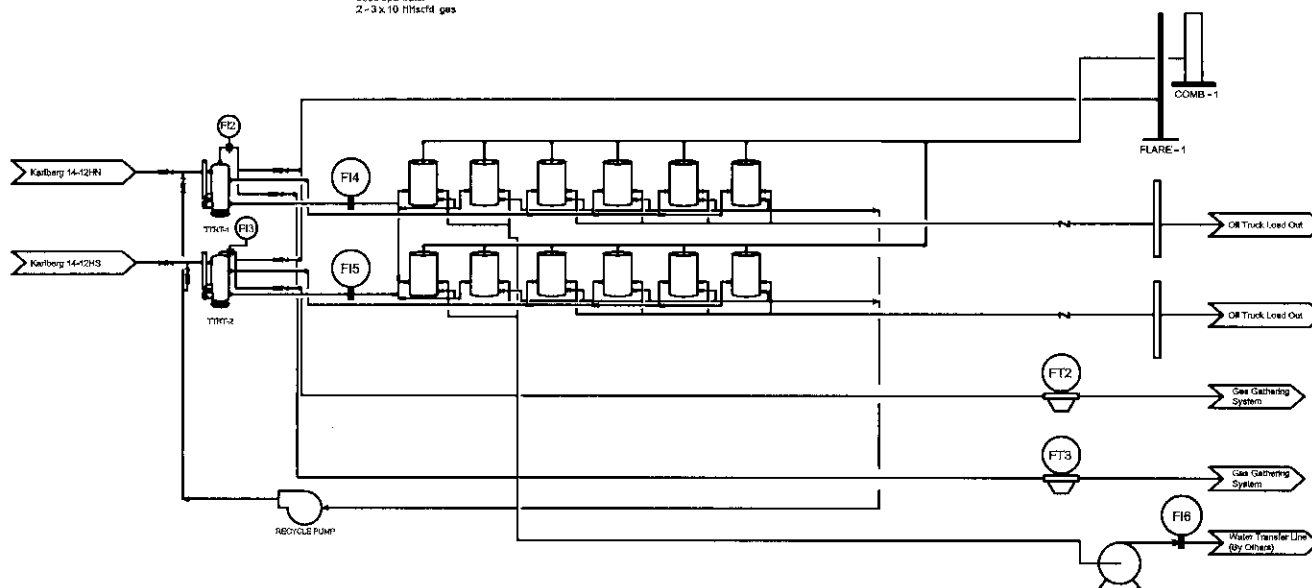 2 - 3 x 10 MMscfd gas
COMB - 1
FLARE - 1
FI2
Karlberg 14-12HN
FI4
Oil Truck Load Out
FI3
Karlberg 14-12HS
FI5
Oil Truck Load Out
FT2
Gas Gathering
System
FT3
Gas Gathering
System
RECYCLE PUMP
FI6
Water Transfer Line
(By Others)